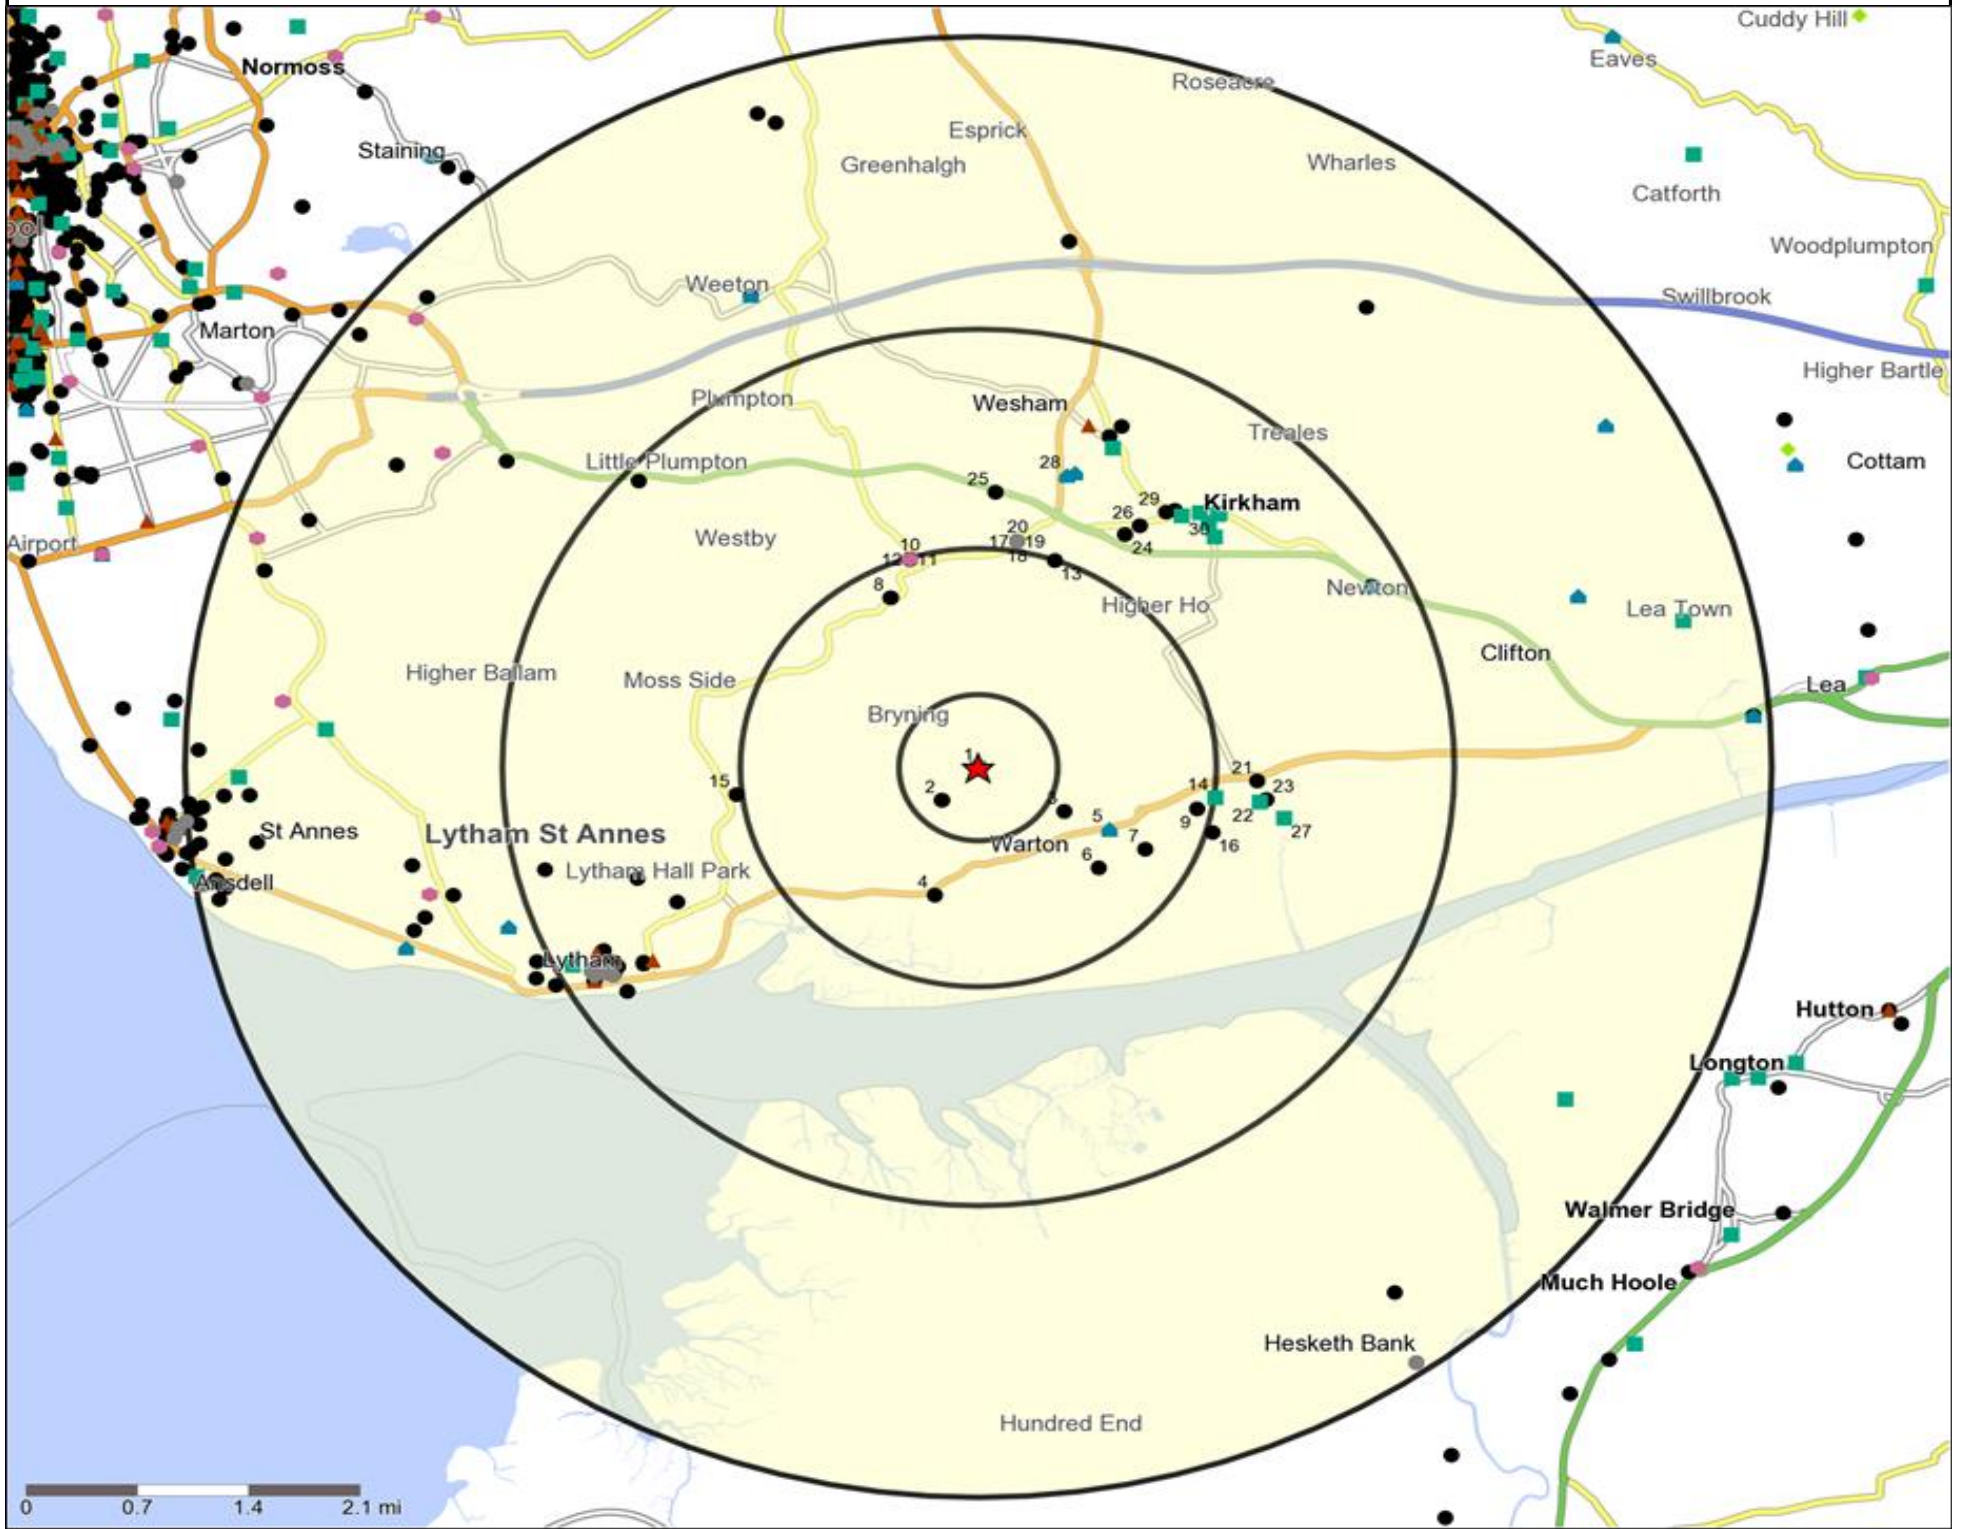 Cuddy Hill
Eaves
Normoss
Roseacre
Esprick
Staining
Greenhalgh
Wharles
Catforth
ool
Woodplumpton
Weeton
Swillbrook
Marton
Higher Bartle
Plumpton
Wesham
Treales
Little Plumpton
28
Cottam
25
29
Kirkham
26
30
20
Westby
17
19
24
Airport
10
12
11
18
13
8
Newton
Higher Ho
Lea Town
Clifton
Higher Ballam
Moss Side
Lea
Bryning
1
21
15
14
2
23
3
5
22
9
St Annes
Lytham St Annes
7
27
Warton
16
6
Lytham Hall Park
Ansdell
4
Lytham
Hutton
Longton
Walmer Bridge
Much Hoole
Hesketh Bank
Hundred End
0 0.7 1.4 2.1 mi